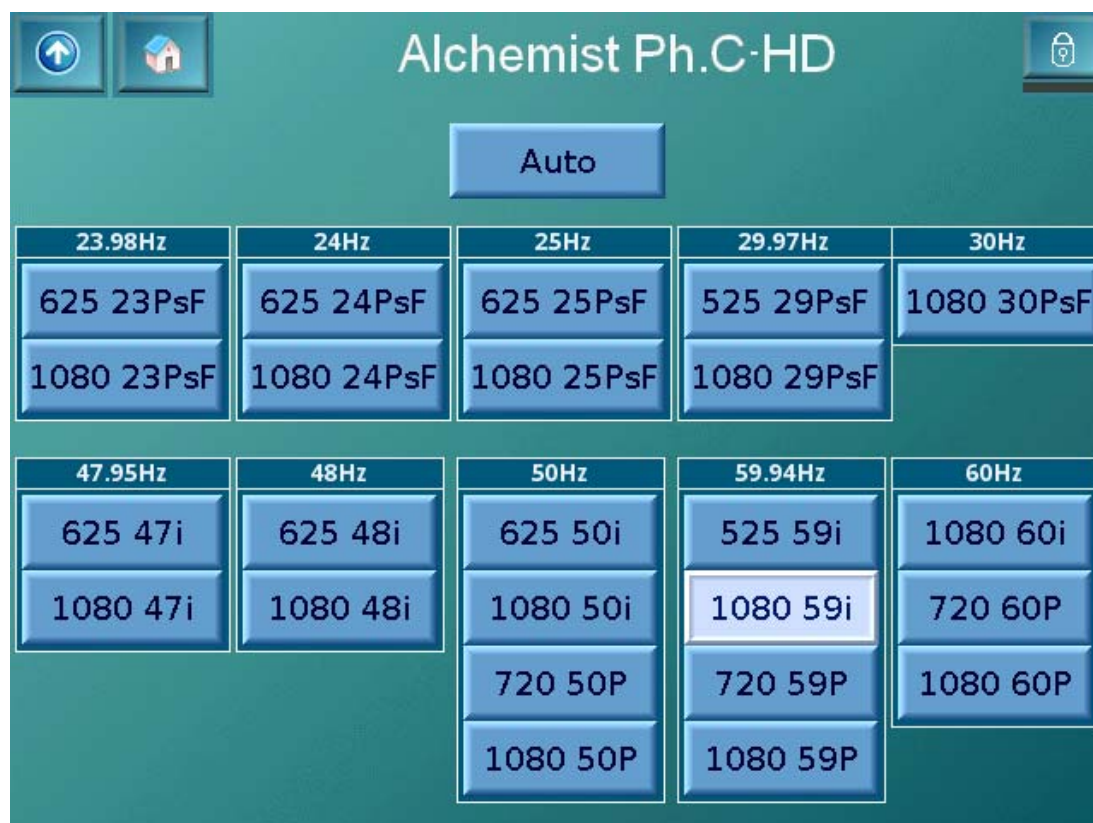 Alchemist Ph.C-HD
Auto
23.98Hz 24Hz 25Hz 29.97Hz 30Hz
625 23PsF 625 24PsF 625 25PsF 525 29PsF 1080 30PsF
1080 23PsF 1080 24PsF 1080 25PsF 1080 29PsF
47.95Hz 48Hz 50Hz 59.94Hz 60Hz
625 47i 625 48i 625 50i 525 59i 1080 60i
1080 47i 1080 48i 1080 50i 1080 59i 720 60P
720 50P 720 59P 1080 60P
1080 50P 1080 59P